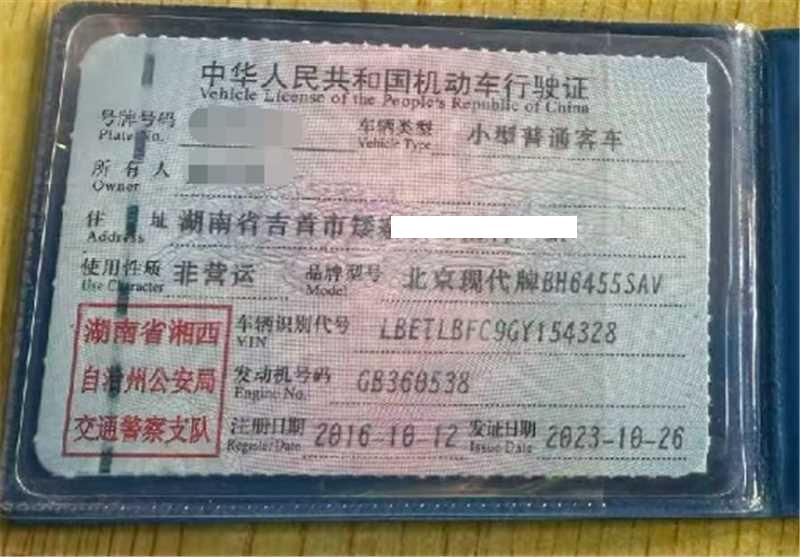 中华人民共和国机动车行驶证
Vehicle License of the People's Republic of China
号牌号码
Plate No.
车辆类型 小型普通客车
Vehicle Type
所有人
Owner
住址 湖南省吉首市矮
Address
使用性质 非营运 品牌型号 北京现代牌BH6455SAV
Use Character Model
湖南省湘西
自治州公安局
交通警察支队
车辆识别代号 LBETLBFC9GY154328
VIN
发动机号码 GB360538
Engine No.
注册日期 2016-10-12 发证日期 2023-10-26
Register Date Issue Date